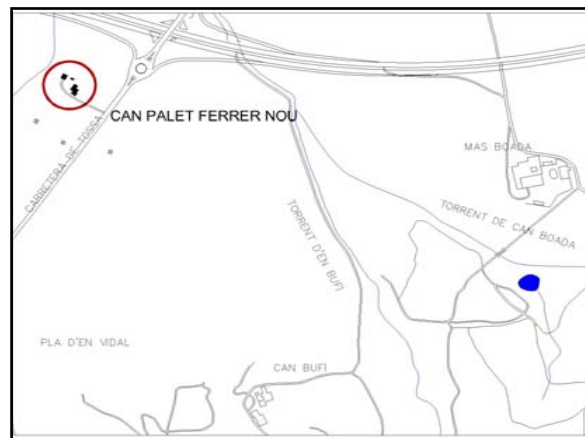 CAN PALET FERRER NOU
CARRETERA DE TOSSA
MAS BOADA
TORRENT DE CAN BOADA
TORRENT D'EN BUFI
PLA D'EN VIDAL
CAN BUFI